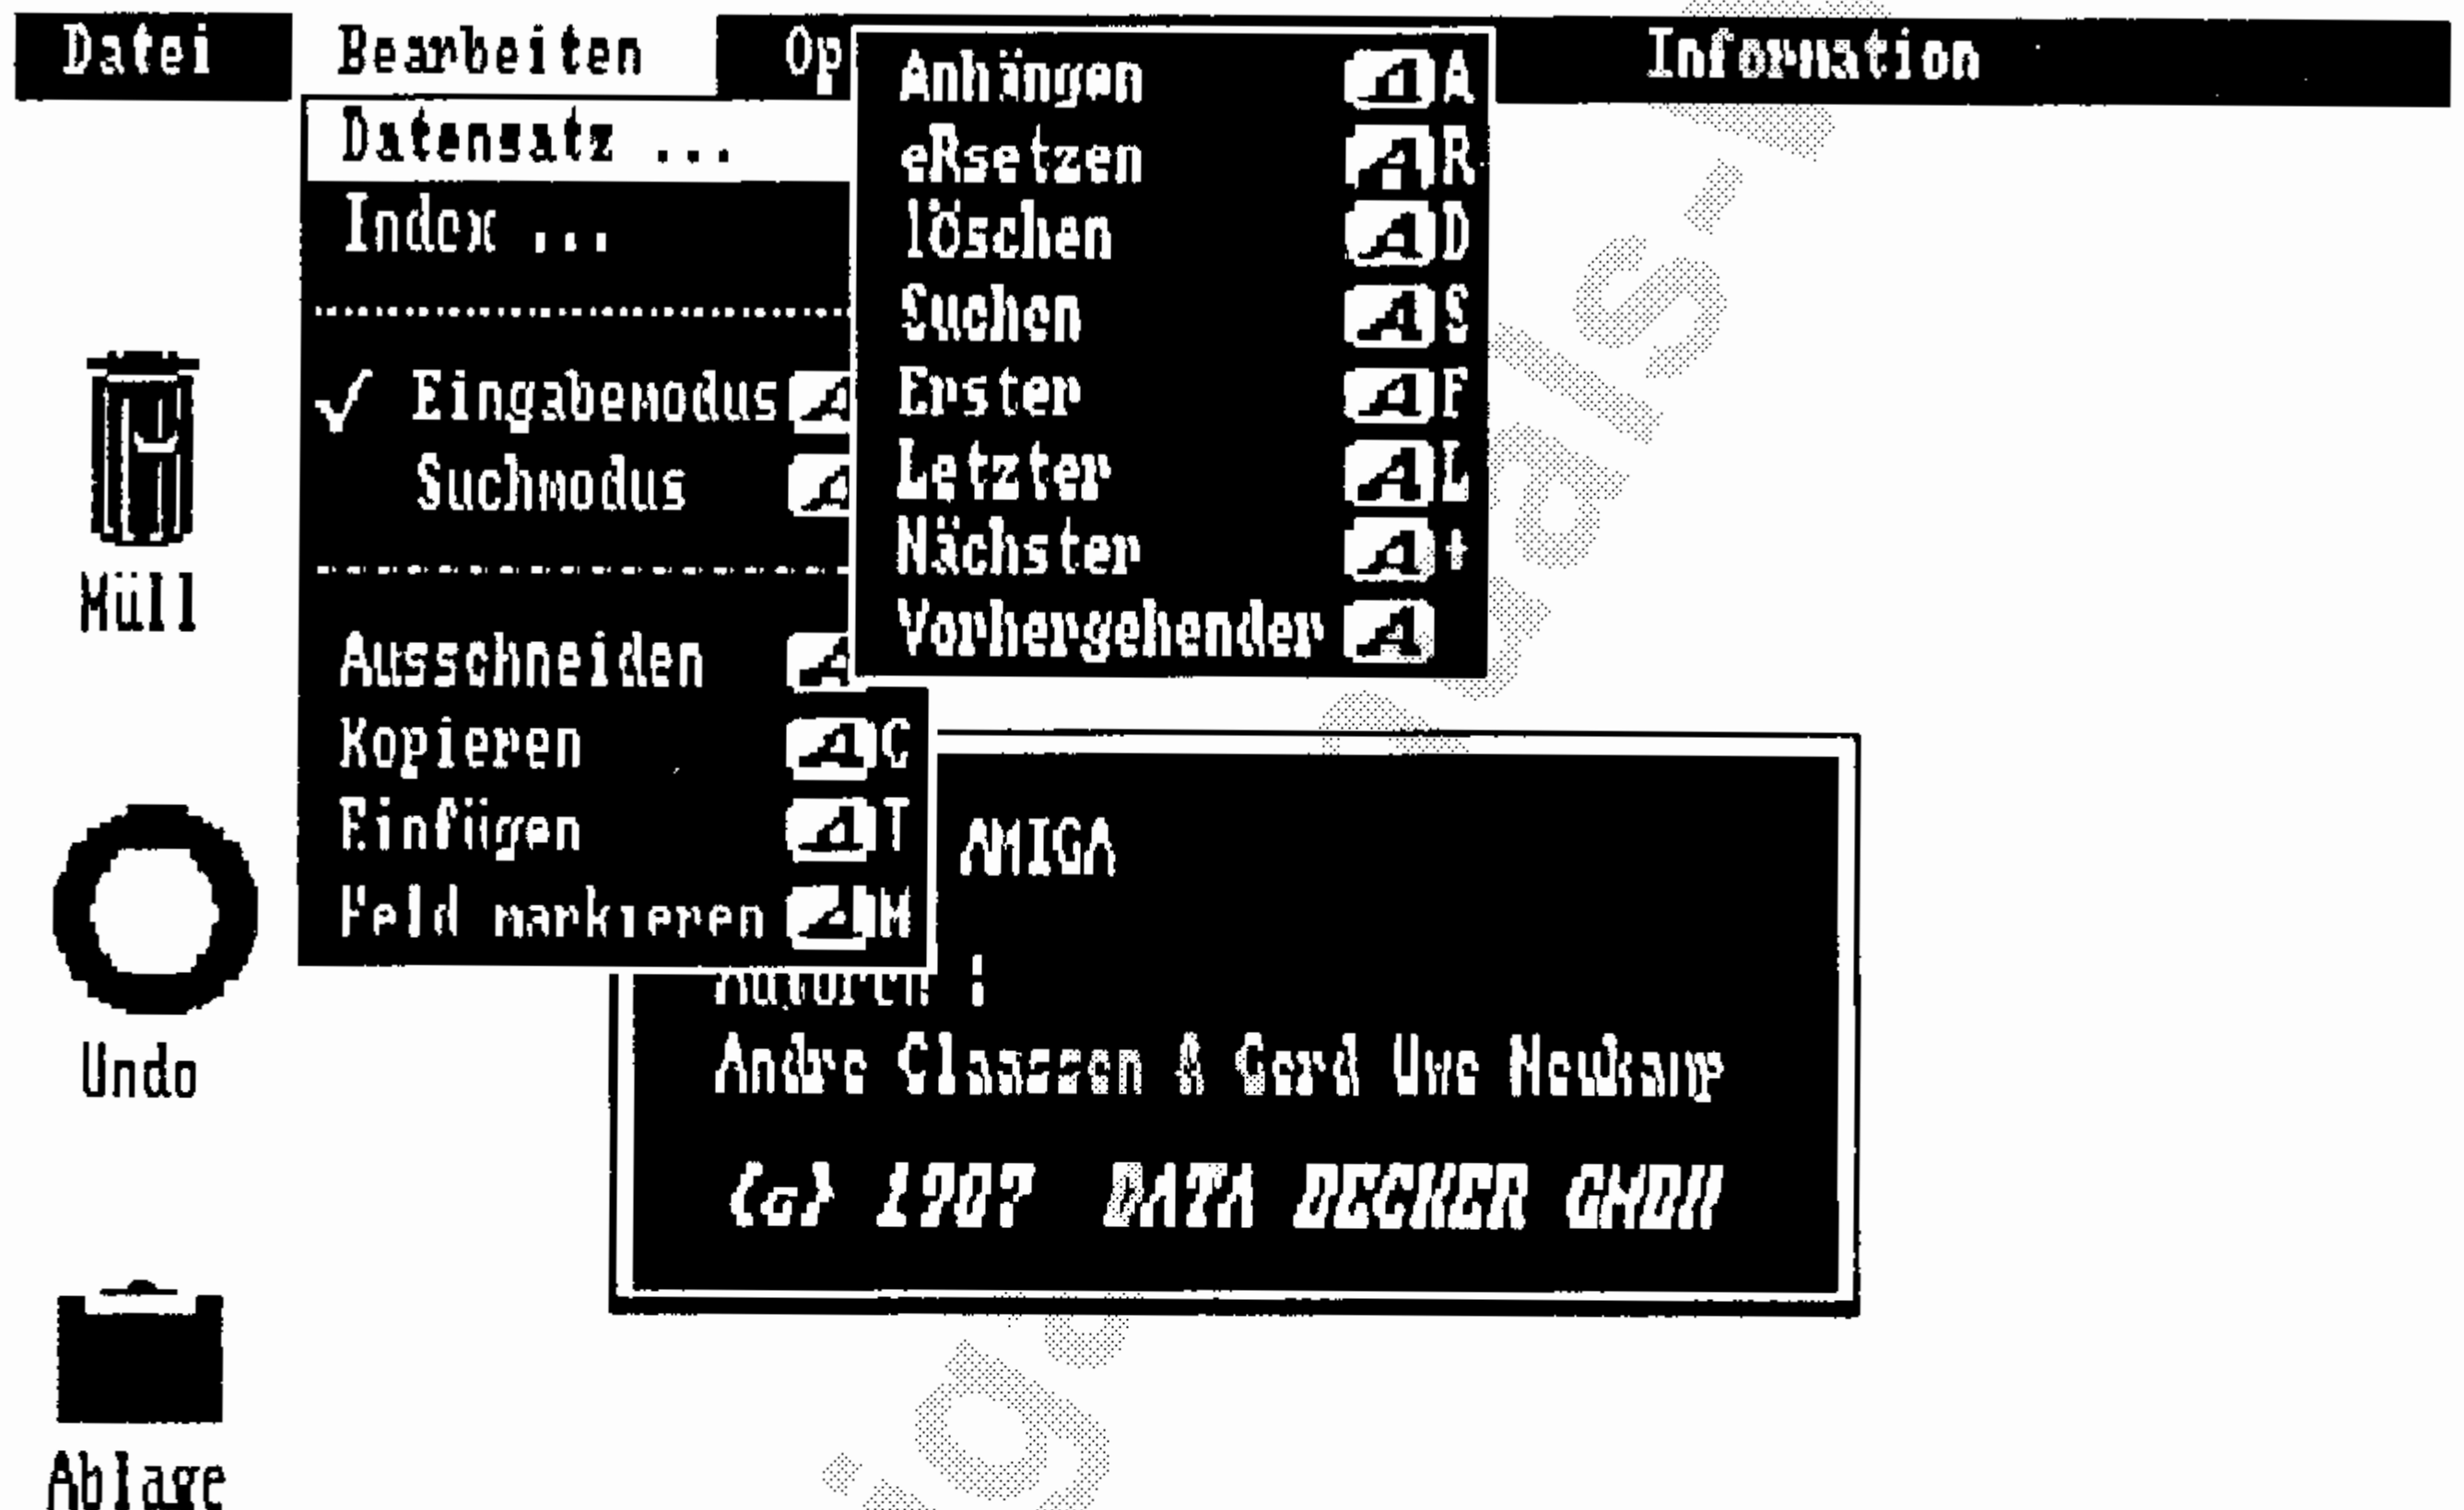 Datei Bearbeiten Op Information
Datensatz ...
Index ...
✓ Eingabemodus A
Suchmodus A
Ausschneiden A
Kopieren A C
Einfügen A T
Feld markieren A M
Anhängen A A
eRsetzen A R
löschen A D
Suchen A S
Erster A F
Letzter A L
Nächster A +
Vorhergehender A
Müll
Undo
Ablage
AMIGA
Autoren :
Andre Classzen & Gerd Uwe Neukamp
(c) 1987 DATA BECKER GMBH